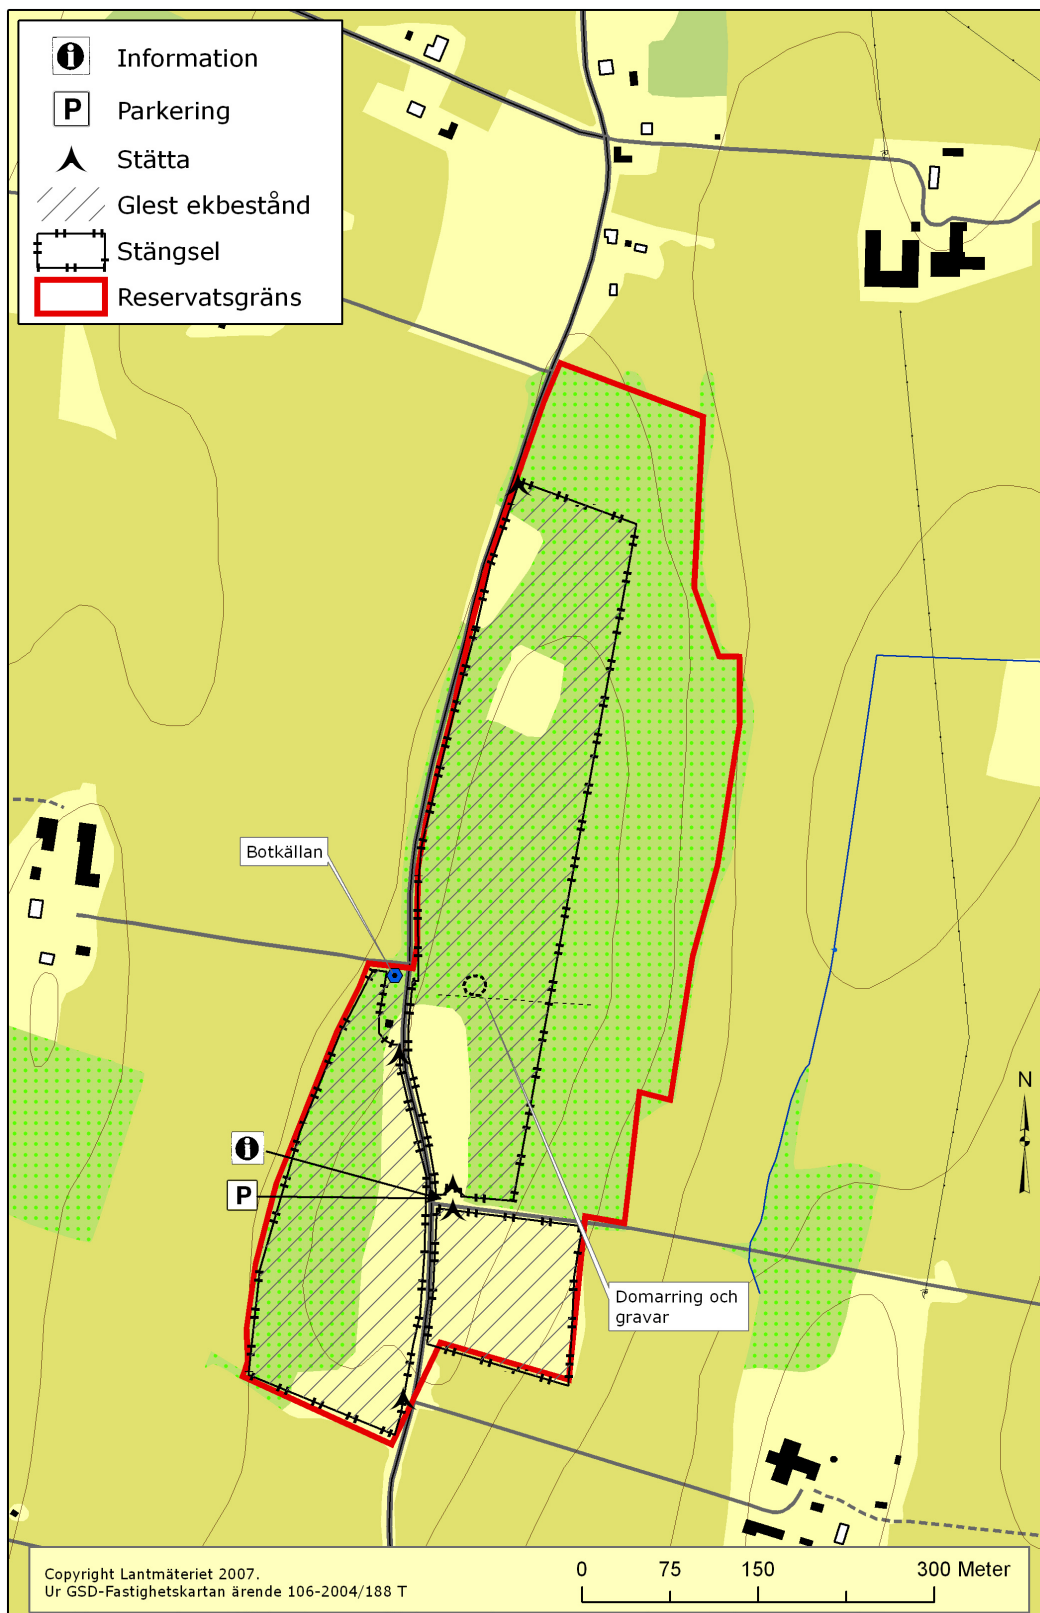 Information
P Parkering
Stätta
Glest ekbestånd
Stängsel
Reservatsgräns
Botkällan
P
Domarring och
gravar
N
Copyright Lantmäteriet 2007.
Ur GSD-Fastighetskartan ärende 106-2004/188 T
0 75 150 300 Meter